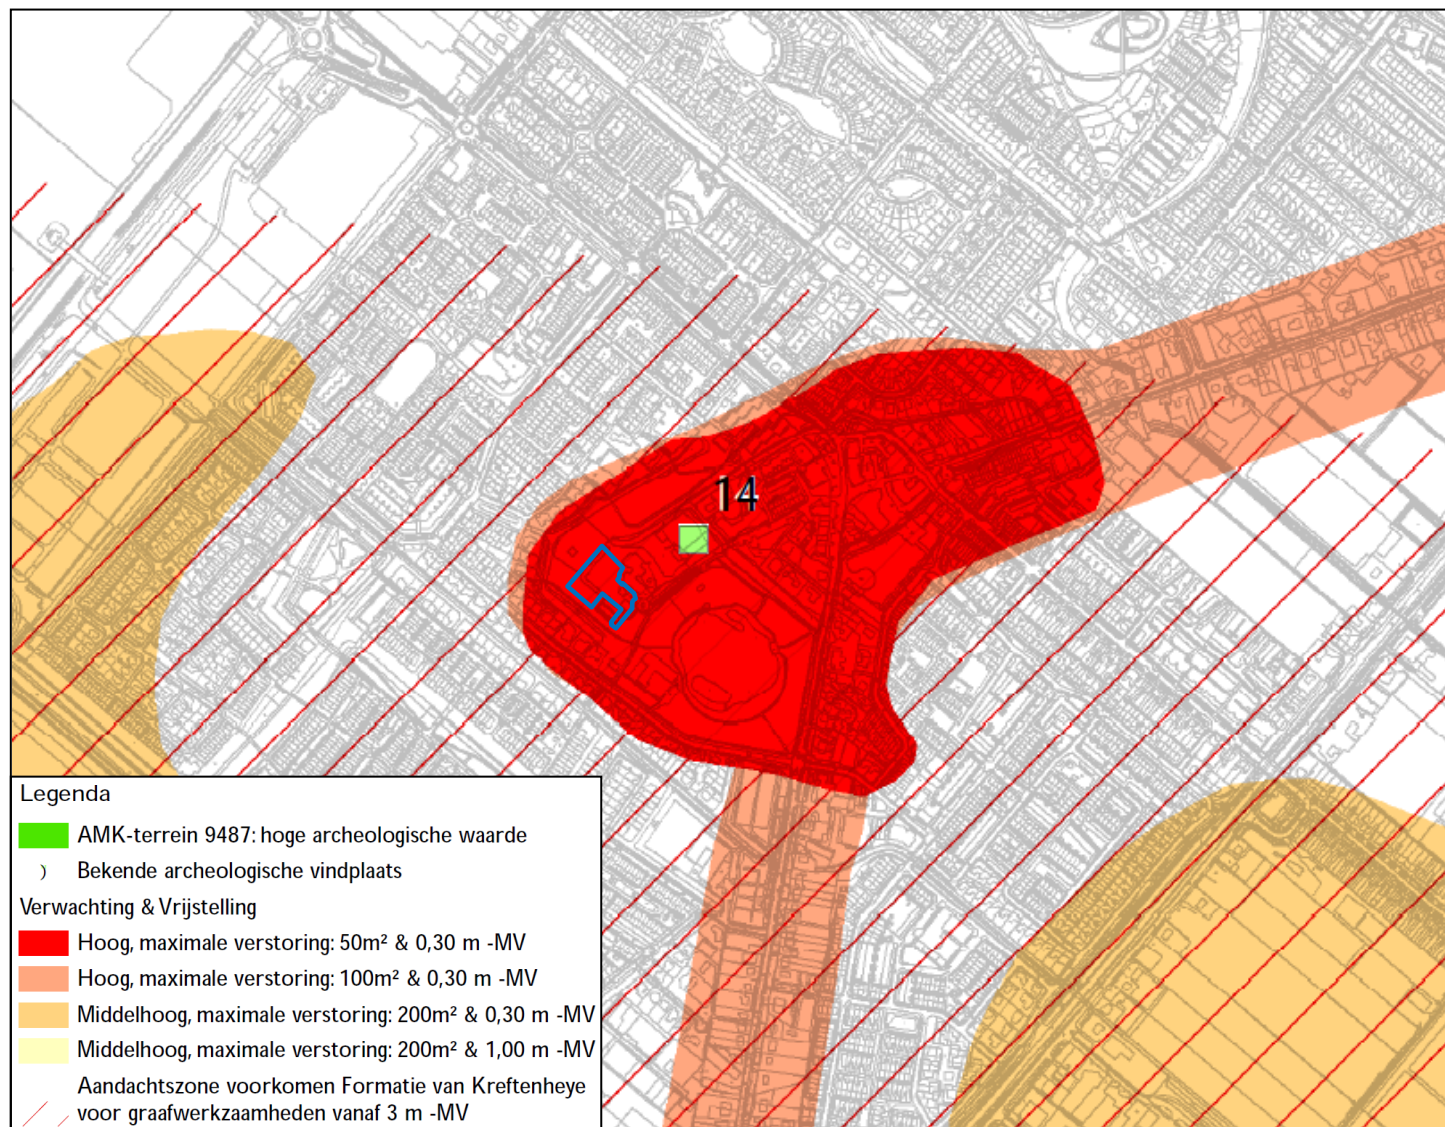 14
Legenda
AMK-terrein 9487: hoge archeologische waarde
) Bekende archeologische vindplaats
Verwachting & Vrijstelling
Hoog, maximale verstoring: 50m² & 0,30 m -MV
Hoog, maximale verstoring: 100m² & 0,30 m -MV
Middelhoog, maximale verstoring: 200m² & 0,30 m -MV
Middelhoog, maximale verstoring: 200m² & 1,00 m -MV
Aandachtszone voorkomen Formatie van Kreftenheye
voor graafwerkzaamheden vanaf 3 m -MV